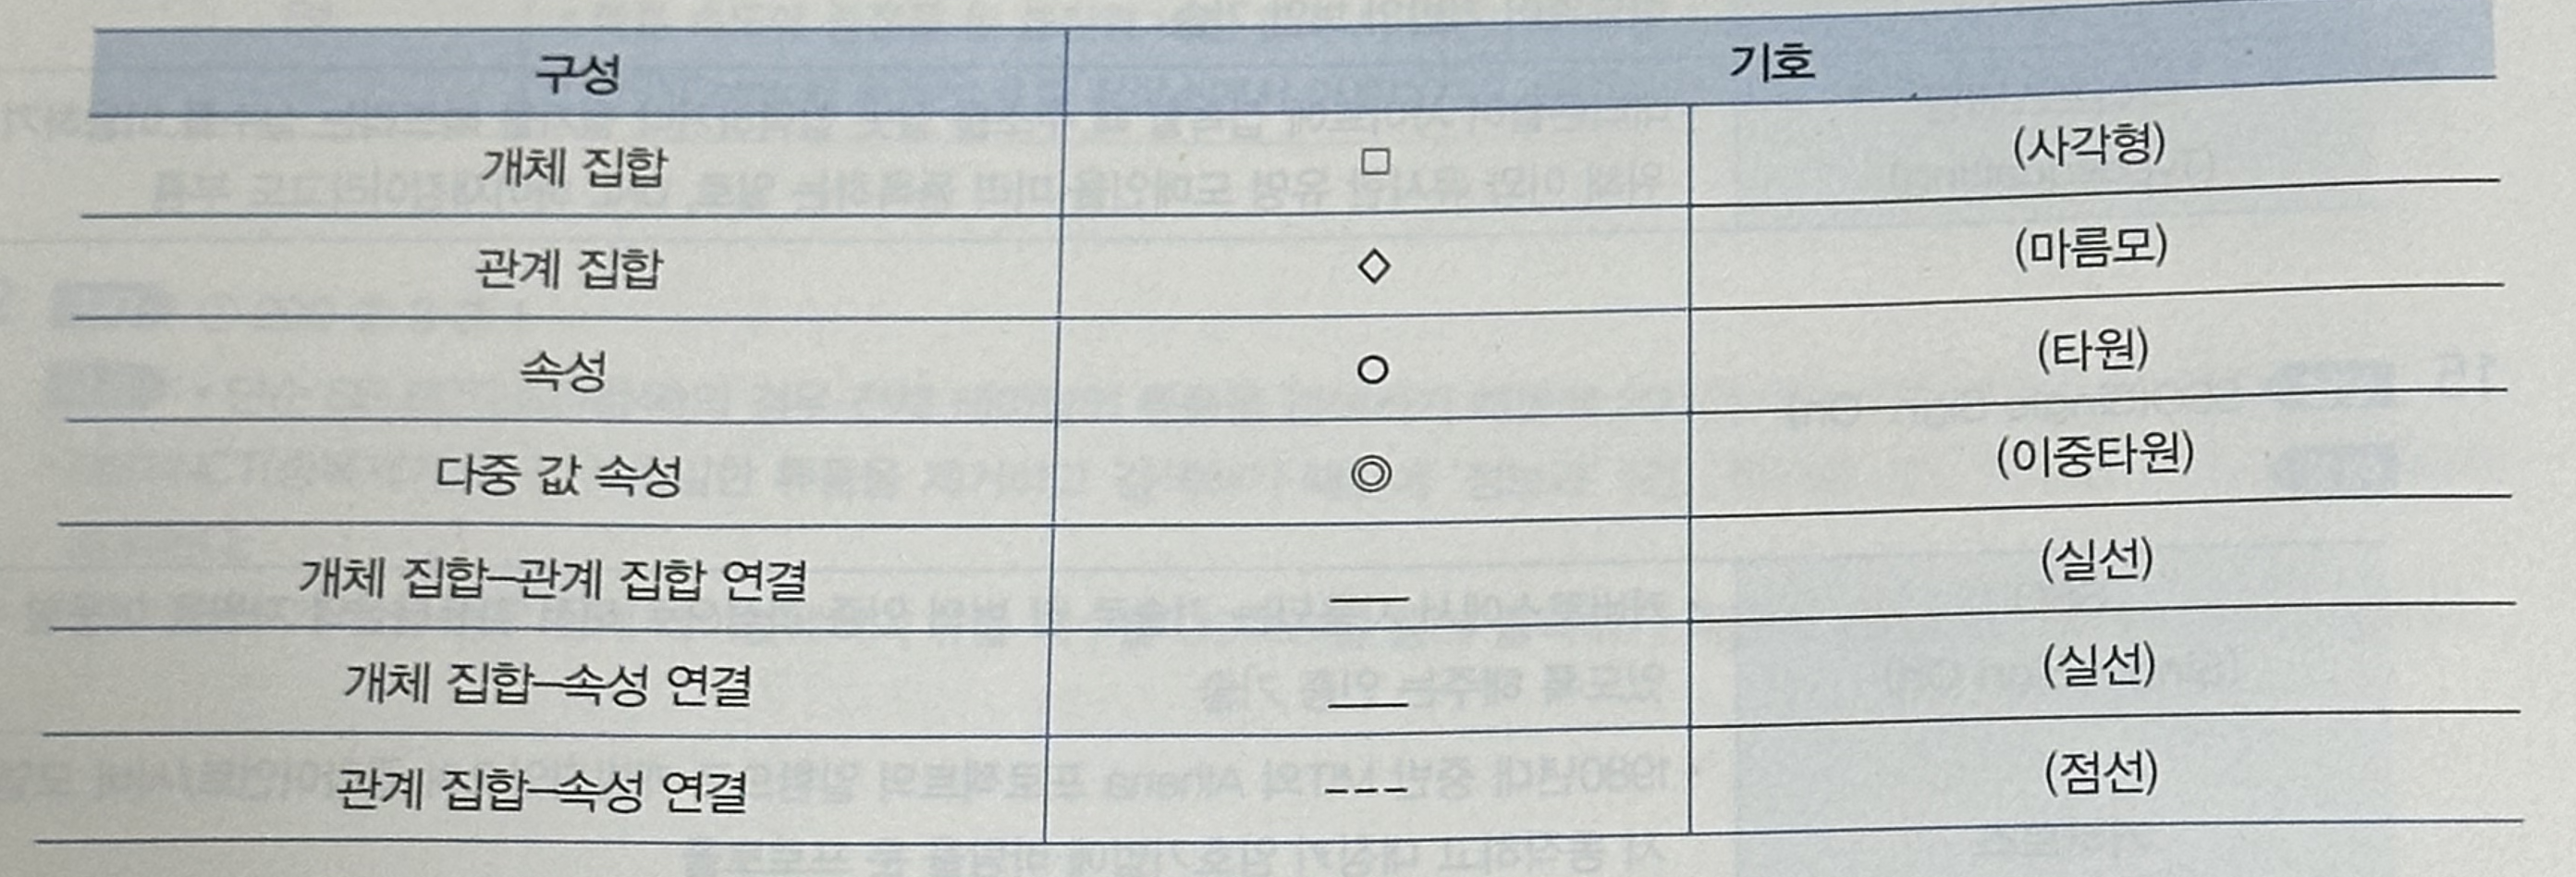 구성 기호
개체 집합 □ (사각형)
관계 집합 ◇ (마름모)
속성 ○ (타원)
다중 값 속성 ◎ (이중타원)
개체 집합–관계 집합 연결 ── (실선)
개체 집합–속성 연결 ── (실선)
관계 집합–속성 연결 --- (점선)